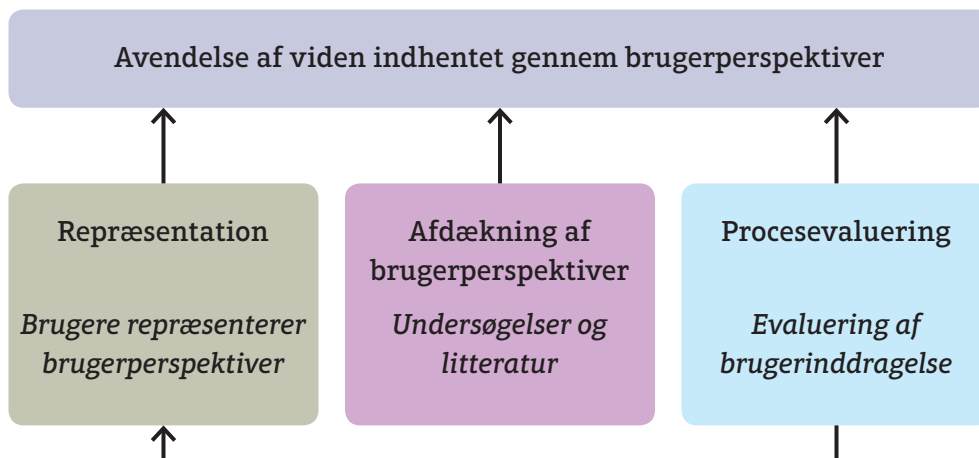 Avendelse af viden indhentet gennem brugerperspektiver
Repræsentation
Brugere repræsenterer
brugerperspektiver
Afdækning af
brugerperspektiver
Undersøgelser og
litteratur
Procesevaluering
Evaluering af
brugerinddragelse